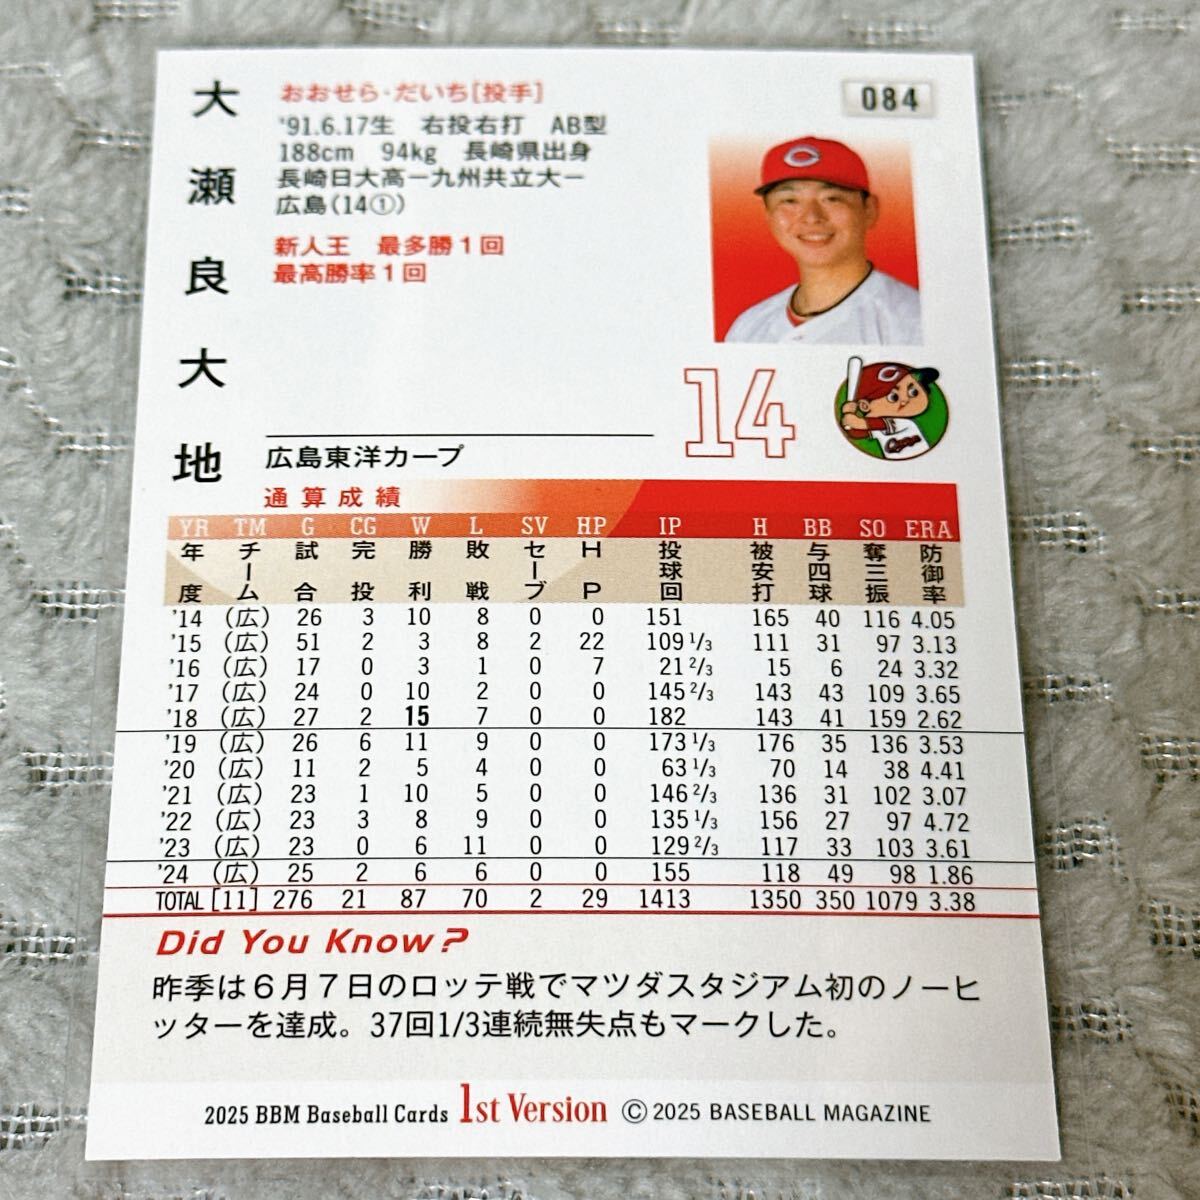 大瀬良大地
おおせら・だいち[投手]
'91.6.17生 右投右打 AB型
188cm 94kg 長崎県出身
長崎日大高ー九州共立大ー
広島(14①)
新人王 最多勝1回
最高勝率1回
084
14
広島東洋カープ
通算成績
YR TM G CG W L SV HP IP H BB SO ERA
年度 チーム 試合 完投 勝利 敗戦 セーブ HP 投球回 被安打 与四球 奪三振 防御率
'14 (広) 26 3 10 8 0 0 151 165 40 116 4.05
'15 (広) 51 2 3 8 2 22 109 1/3 111 31 97 3.13
'16 (広) 17 0 3 1 0 7 21 2/3 15 6 24 3.32
'17 (広) 24 0 10 2 0 0 145 2/3 143 43 109 3.65
'18 (広) 27 2 15 7 0 0 182 143 41 159 2.62
'19 (広) 26 6 11 9 0 0 173 1/3 176 35 136 3.53
'20 (広) 11 2 5 4 0 0 63 1/3 70 14 38 4.41
'21 (広) 23 1 10 5 0 0 146 2/3 136 31 102 3.07
'22 (広) 23 3 8 9 0 0 135 1/3 156 27 97 4.72
'23 (広) 23 0 6 11 0 0 129 2/3 117 33 103 3.61
'24 (広) 25 2 6 6 0 0 155 118 49 98 1.86
TOTAL [11] 276 21 87 70 2 29 1413 1350 350 1079 3.38
Did You Know?
昨季は6月7日のロッテ戦でマツダスタジアム初のノーヒ
ッターを達成。37回1/3連続無失点もマークした。
2025 BBM Baseball Cards 1st Version © 2025 BASEBALL MAGAZINE